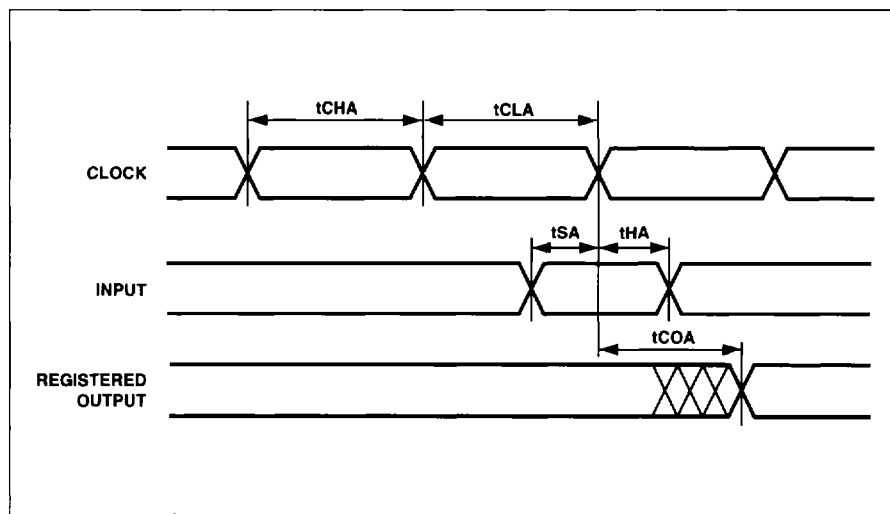 tCHA tCLA
CLOCK
tSA tHA
INPUT
tCOA
REGISTERED
OUTPUT